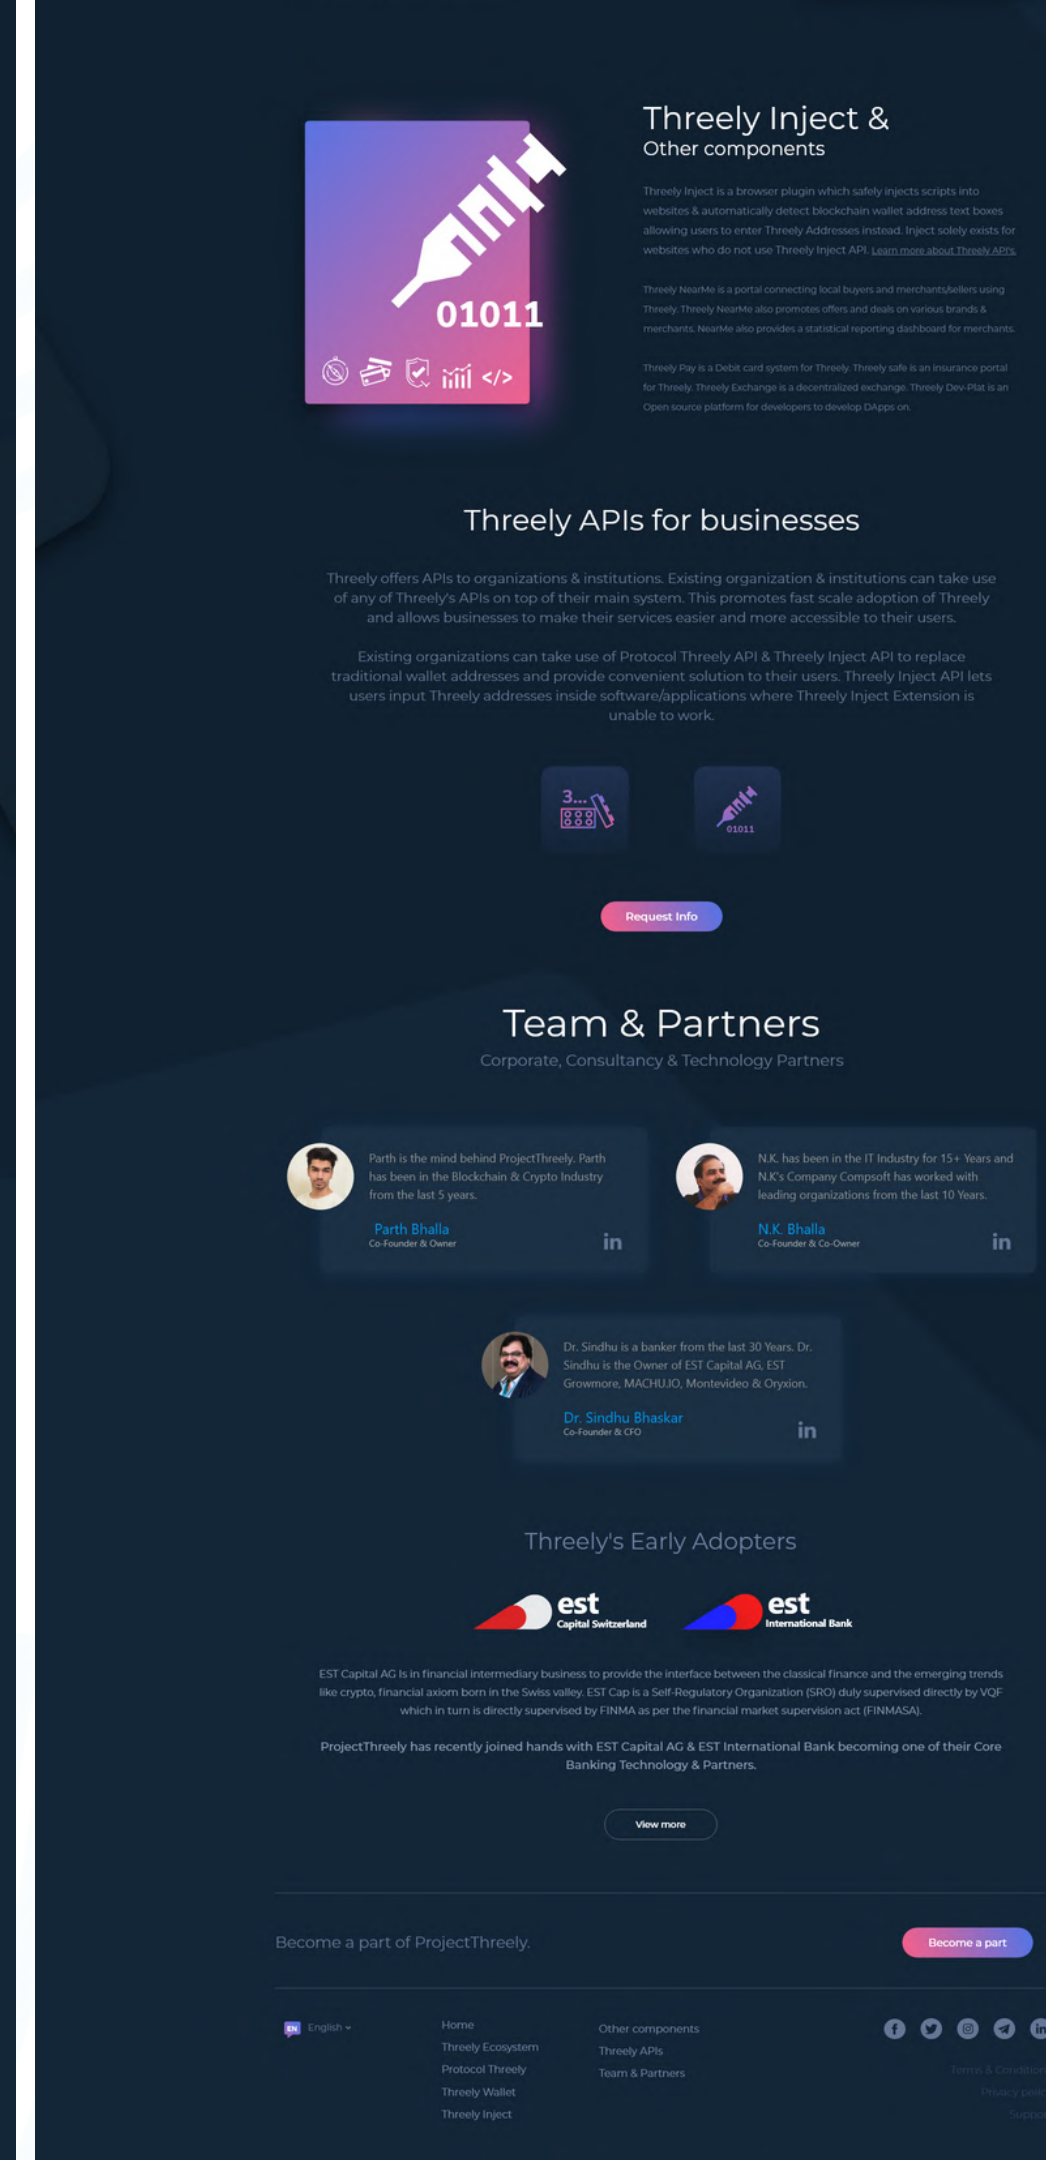 Threely Inject &
Other components
Threely Inject is a browser plugin which safely injects scripts into
websites & automatically detect blockchain wallet address text boxes
allowing users to enter Threely Addresses instead. Inject solely exists for
websites who do not use Threely Inject API. Learn more about Threely API's.
Threely NearMe is a portal connecting local buyers and merchants/sellers using
Threely. Threely NearMe also promotes offers and deals on various brands &
merchants. NearMe also provides a statistical reporting dashboard for merchants.
Threely Pay is a Debit card system for Threely. Threely safe is an insurance portal
for Threely. Threely Exchange is a decentralized exchange. Threely Dev-Plat is an
Open source platform for developers to develop DApps on.
01011
</>
Threely APIs for businesses
Threely offers APIs to organizations & institutions. Existing organization & institutions can take use
of any of Threely's APIs on top of their main system. This promotes fast scale adoption of Threely
and allows businesses to make their services easier and more accessible to their users.
Existing organizations can take use of Protocol Threely API & Threely Inject API to replace
traditional wallet addresses and provide convenient solution to their users. Threely Inject API lets
users input Threely addresses inside software/applications where Threely Inject Extension is
unable to work.
3...
01011
Request Info
Team & Partners
Corporate, Consultancy & Technology Partners
Parth is the mind behind ProjectThreely. Parth
has been in the Blockchain & Crypto Industry
from the last 5 years.
Parth Bhalla
Co-Founder & Owner
in
N.K. has been in the IT Industry for 15+ Years and
N.K's Company Compsoft has worked with
leading organizations from the last 10 Years.
N.K. Bhalla
Co-Founder & Co-Owner
in
Dr. Sindhu is a banker from the last 30 Years. Dr.
Sindhu is the Owner of EST Capital AG, EST
Growmore, MACHU.IO, Montevideo & Oryxion.
Dr. Sindhu Bhaskar
Co-Founder & CFO
in
Threely's Early Adopters
est
Capital Switzerland
est
International Bank
EST Capital AG Is in financial intermediary business to provide the interface between the classical finance and the emerging trends
like crypto, financial axiom born in the Swiss valley. EST Cap is a Self-Regulatory Organization (SRO) duly supervised directly by VQF
which in turn is directly supervised by FINMA as per the financial market supervision act (FINMASA).
ProjectThreely has recently joined hands with EST Capital AG & EST International Bank becoming one of their Core
Banking Technology & Partners.
View more
Become a part of ProjectThreely.
Become a part
EN English
Home
Threely Ecosystem
Protocol Threely
Threely Wallet
Threely Inject
Other components
Threely APIs
Team & Partners
in
Terms &
Privacy